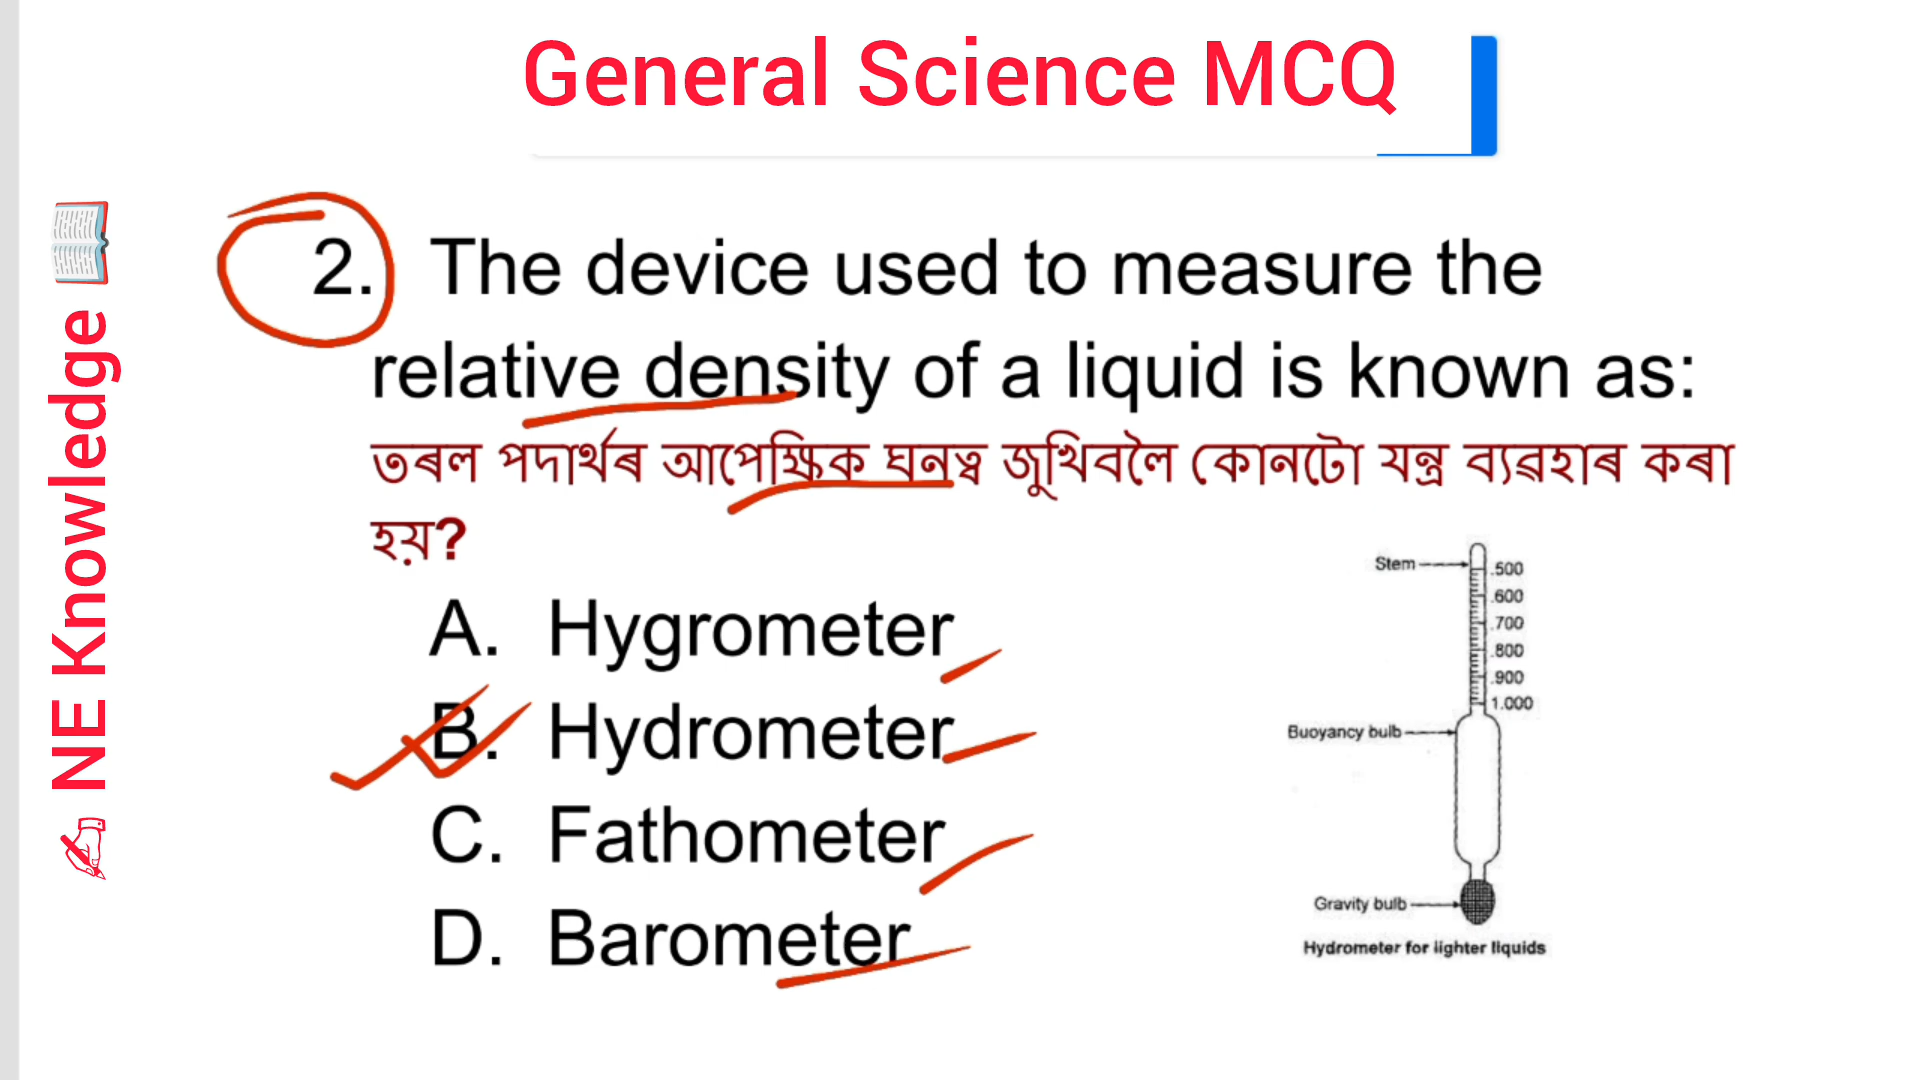 General Science MCQ
NE Knowledge
2. The device used to measure the
relative density of a liquid is known as:
তৰল পদাৰ্থৰ আপেক্ষিক ঘনত্ব জুখিবলৈ কোনটো যন্ত্ৰ ব্যৱহাৰ কৰা
হয়?
A. Hygrometer
B. Hydrometer
C. Fathometer
D. Barometer
Stem
.500
.600
.700
.800
.900
1.000
Buoyancy bulb
Gravity bulb
Hydrometer for lighter liquids